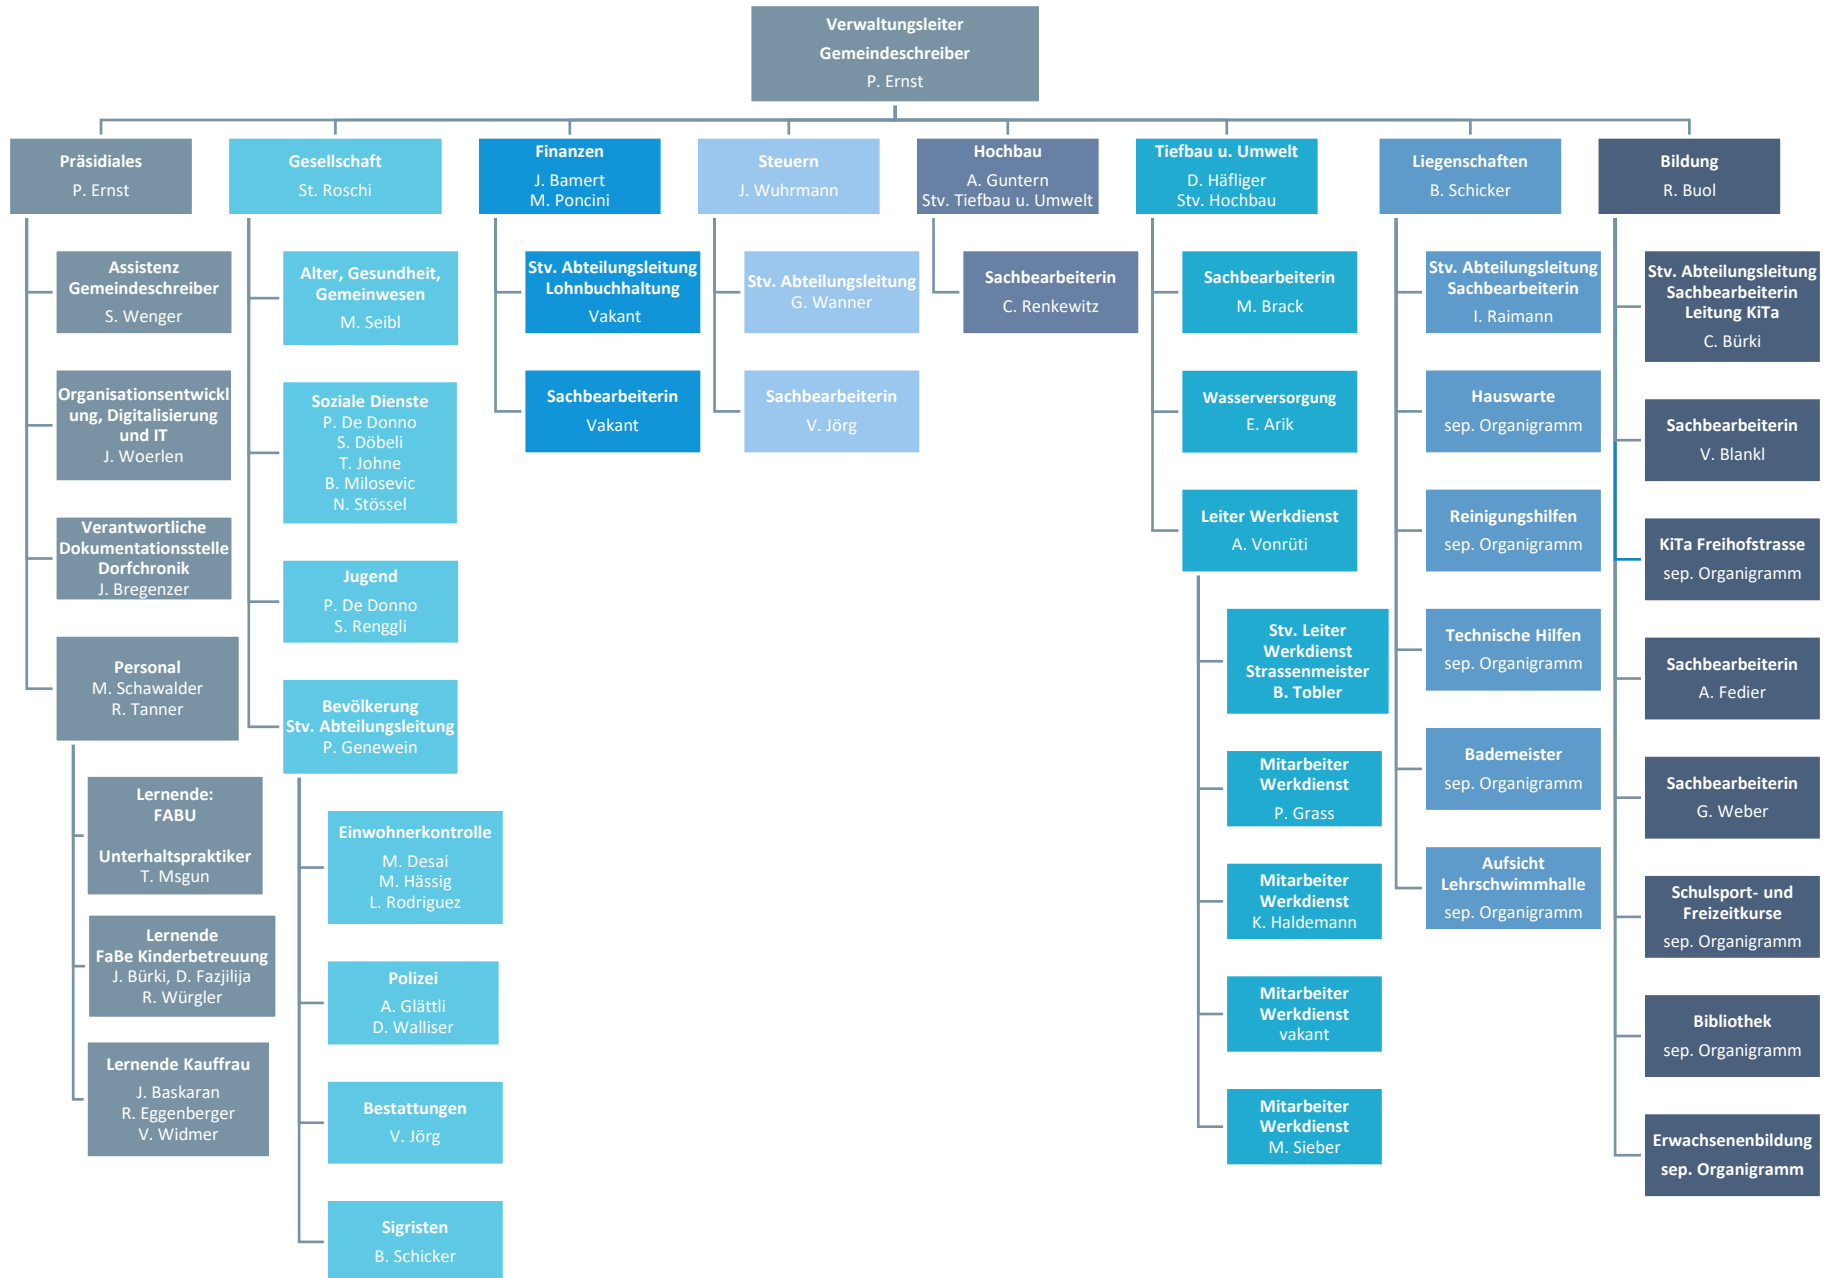 Verwaltungsleiter
Gemeindeschreiber
P. Ernst
Präsidiales
P. Ernst
Assistenz
Gemeindeschreiber
S. Wenger
Organisationsentwickl
ung, Digitalisierung
und IT
J. Woerlen
Verantwortliche
Dokumentationsstelle
Dorfchronik
J. Bregenzer
Personal
M. Schawalder
R. Tanner
Lernende:
FABU
Unterhaltspraktiker
T. Msgun
Lernende
FaBe Kinderbetreuung
J. Bürki, D. Fazjilija
R. Würgler
Lernende Kauffrau
J. Baskaran
R. Eggenberger
V. Widmer
Gesellschaft
St. Roschi
Alter, Gesundheit,
Gemeinwesen
M. Seibl
Soziale Dienste
P. De Donno
S. Döbeli
T. Johne
B. Milosevic
N. Stössel
Jugend
P. De Donno
S. Renggli
Bevölkerung
Stv. Abteilungsleitung
P. Genewein
Einwohnerkontrolle
M. Desai
M. Hässig
L. Rodriguez
Polizei
A. Glättli
D. Walliser
Bestattungen
V. Jörg
Sigristen
B. Schicker
Finanzen
J. Bamert
M. Poncini
Stv. Abteilungsleitung
Lohnbuchhaltung
Vakant
Sachbearbeiterin
Vakant
Steuern
J. Wuhrmann
Stv. Abteilungsleitung
G. Wanner
Sachbearbeiterin
V. Jörg
Hochbau
A. Guntern
Stv. Tiefbau u. Umwelt
Sachbearbeiterin
C. Renkewitz
Tiefbau u. Umwelt
D. Häfliger
Stv. Hochbau
Sachbearbeiterin
M. Brack
Wasserversorgung
E. Arik
Leiter Werkdienst
A. Vonrüti
Stv. Leiter
Werkdienst
Strassenmeister
B. Tobler
Mitarbeiter
Werkdienst
P. Grass
Mitarbeiter
Werkdienst
K. Haldemann
Mitarbeiter
Werkdienst
vakant
Mitarbeiter
Werkdienst
M. Sieber
Liegenschaften
B. Schicker
Stv. Abteilungsleitung
Sachbearbeiterin
I. Raimann
Hauswarte
sep. Organigramm
Reinigungshilfen
sep. Organigramm
Technische Hilfen
sep. Organigramm
Bademeister
sep. Organigramm
Aufsicht
Lehrschwimmhalle
sep. Organigramm
Bildung
R. Buol
Stv. Abteilungsleitung
Sachbearbeiterin
Leitung KiTa
C. Bürki
Sachbearbeiterin
V. Blankl
KiTa Freihofstrasse
sep. Organigramm
Sachbearbeiterin
A. Fedier
Sachbearbeiterin
G. Weber
Schulsport- und
Freizeitkurse
sep. Organigramm
Bibliothek
sep. Organigramm
Erwachsenenbildung
sep. Organigramm